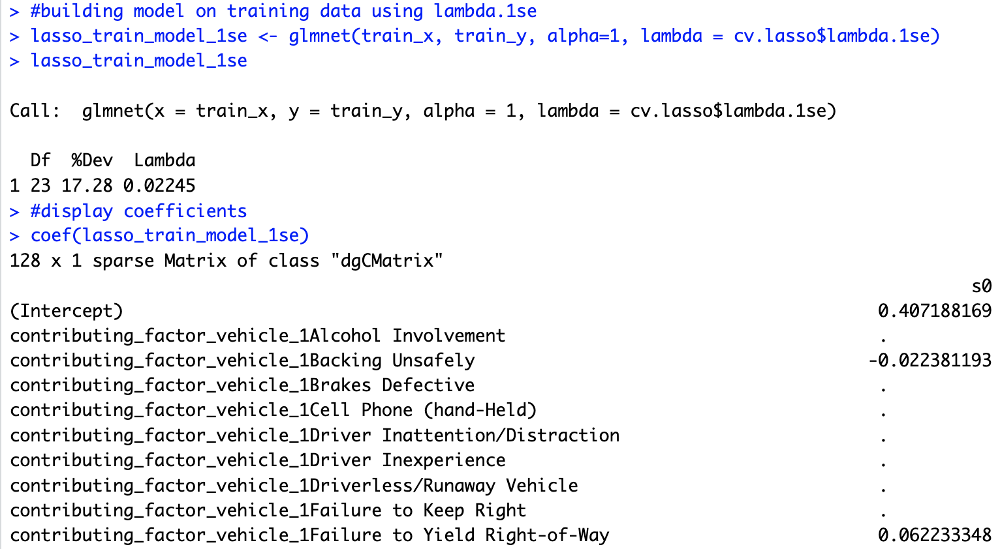 > #building model on training data using lambda.1se
> lasso_train_model_1se <- glmnet(train_x, train_y, alpha=1, lambda = cv.lasso$lambda.1se)
> lasso_train_model_1se
Call:  glmnet(x = train_x, y = train_y, alpha = 1, lambda = cv.lasso$lambda.1se)
  Df  %Dev  Lambda
1 23 17.28 0.02245
> #display coefficients
> coef(lasso_train_model_1se)
128 x 1 sparse Matrix of class "dgCMatrix"
s0
(Intercept) 0.407188169
contributing_factor_vehicle_1Alcohol Involvement .
contributing_factor_vehicle_1Backing Unsafely -0.022381193
contributing_factor_vehicle_1Brakes Defective .
contributing_factor_vehicle_1Cell Phone (hand-Held) .
contributing_factor_vehicle_1Driver Inattention/Distraction .
contributing_factor_vehicle_1Driver Inexperience .
contributing_factor_vehicle_1Driverless/Runaway Vehicle .
contributing_factor_vehicle_1Failure to Keep Right .
contributing_factor_vehicle_1Failure to Yield Right-of-Way 0.062233348